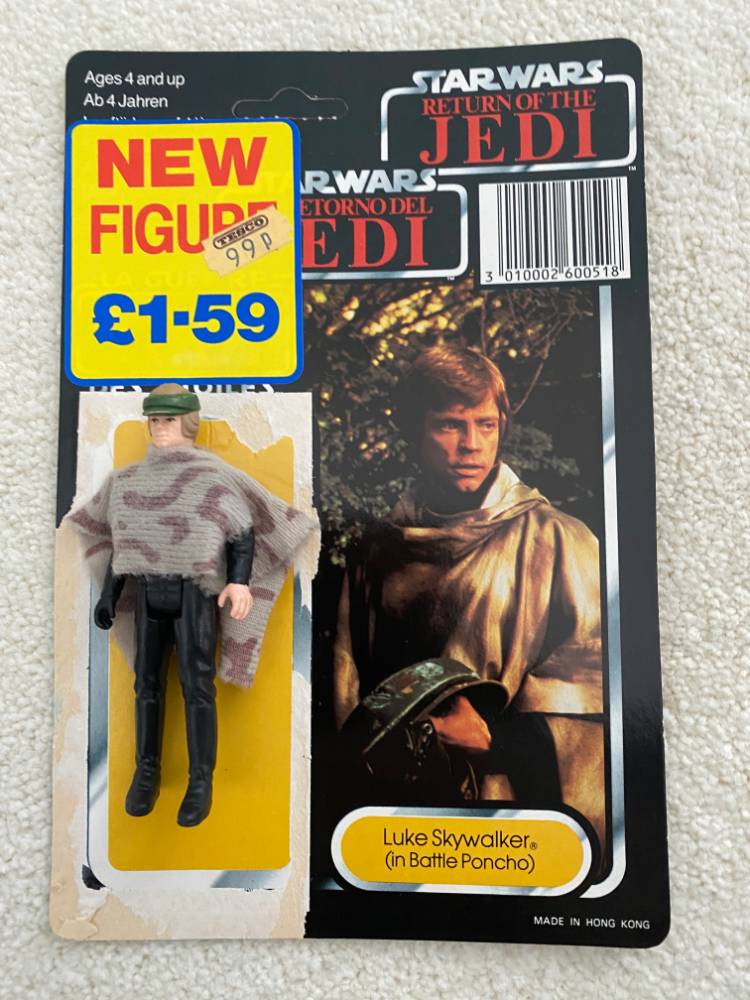 Ages 4 and up
Ab 4 Jahren
STAR WARS
RETURN OF THE
JEDI
TM
NEW
FIGURE
TESCO
99p
£1·59
STAR WARS
RETORNO DEL
JEDI
3 010002 600518
Luke Skywalker®
(in Battle Poncho)
MADE IN HONG KONG